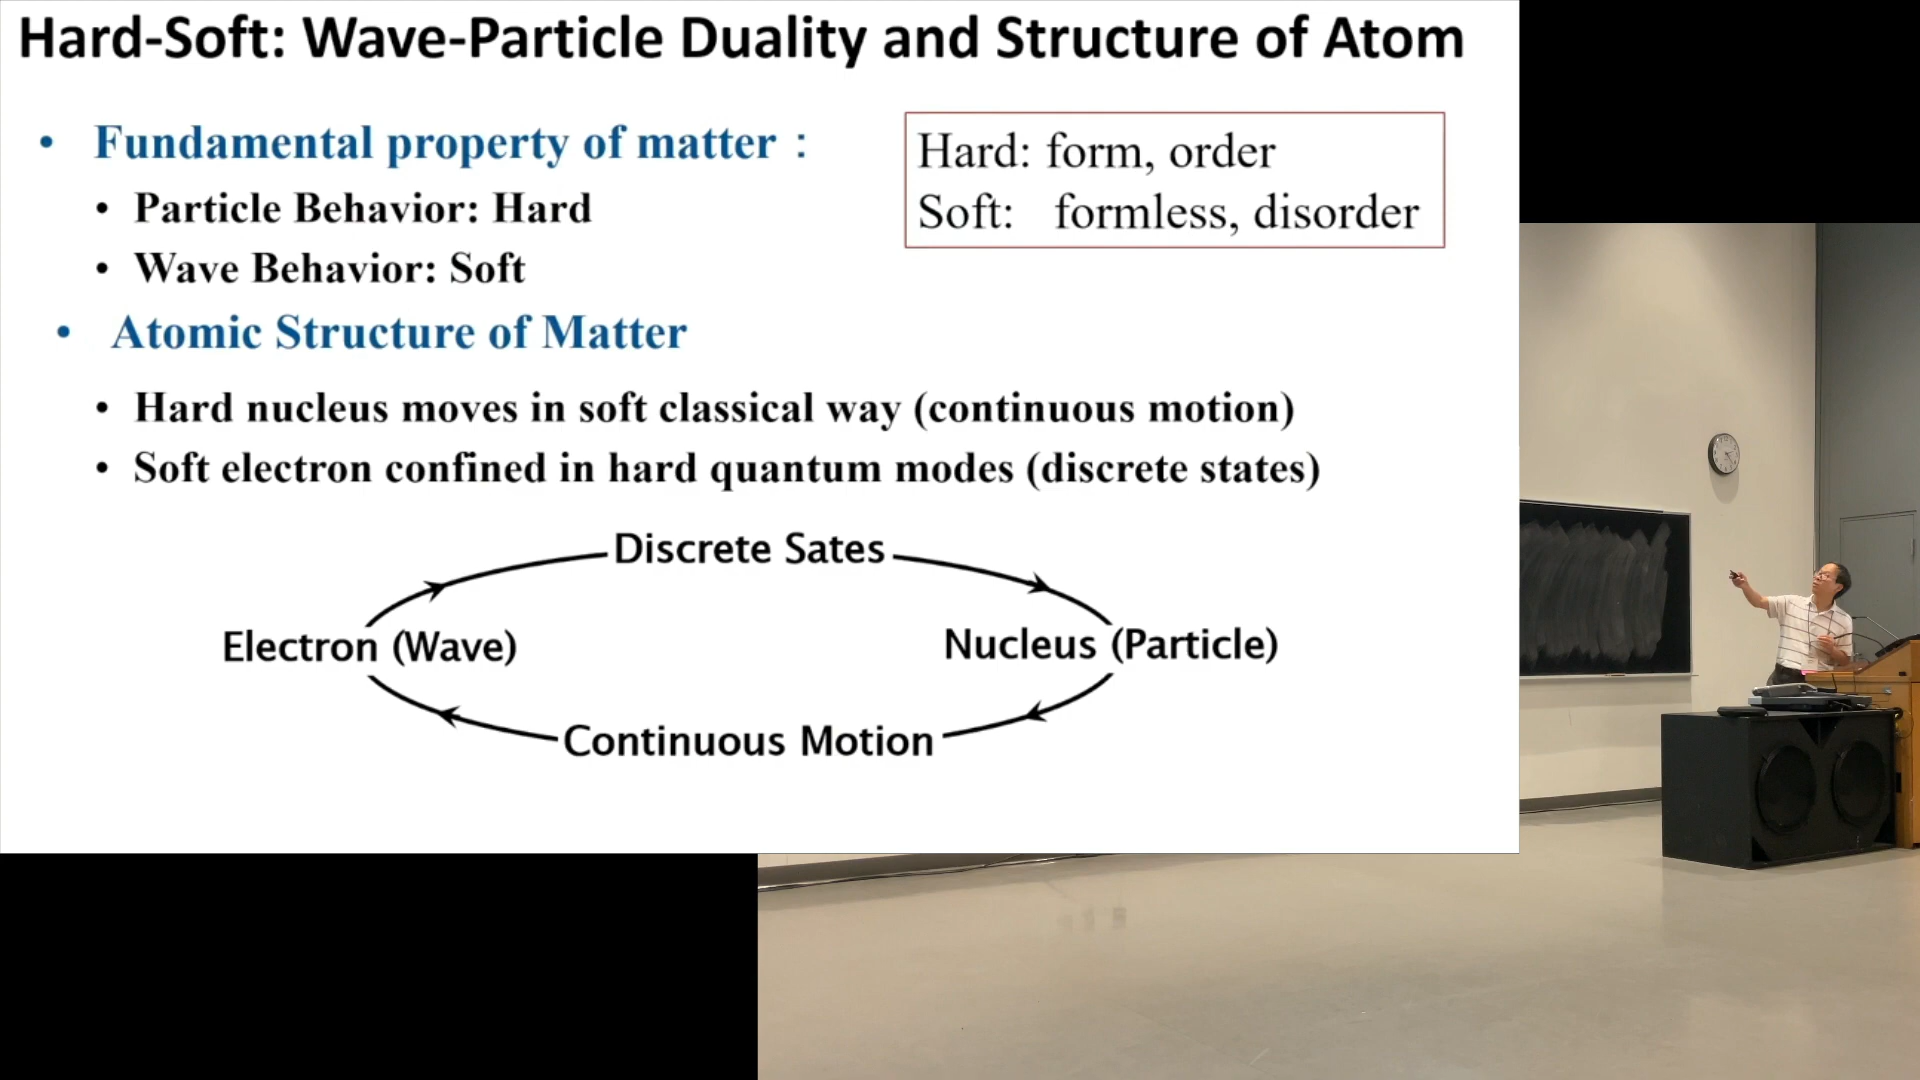 Hard-Soft: Wave-Particle Duality and Structure of Atom
• Fundamental property of matter：
• Particle Behavior: Hard
• Wave Behavior: Soft
Hard: form, order
Soft: formless, disorder
• Atomic Structure of Matter
• Hard nucleus moves in soft classical way (continuous motion)
• Soft electron confined in hard quantum modes (discrete states)
Discrete Sates
Electron (Wave)
Nucleus (Particle)
Continuous Motion